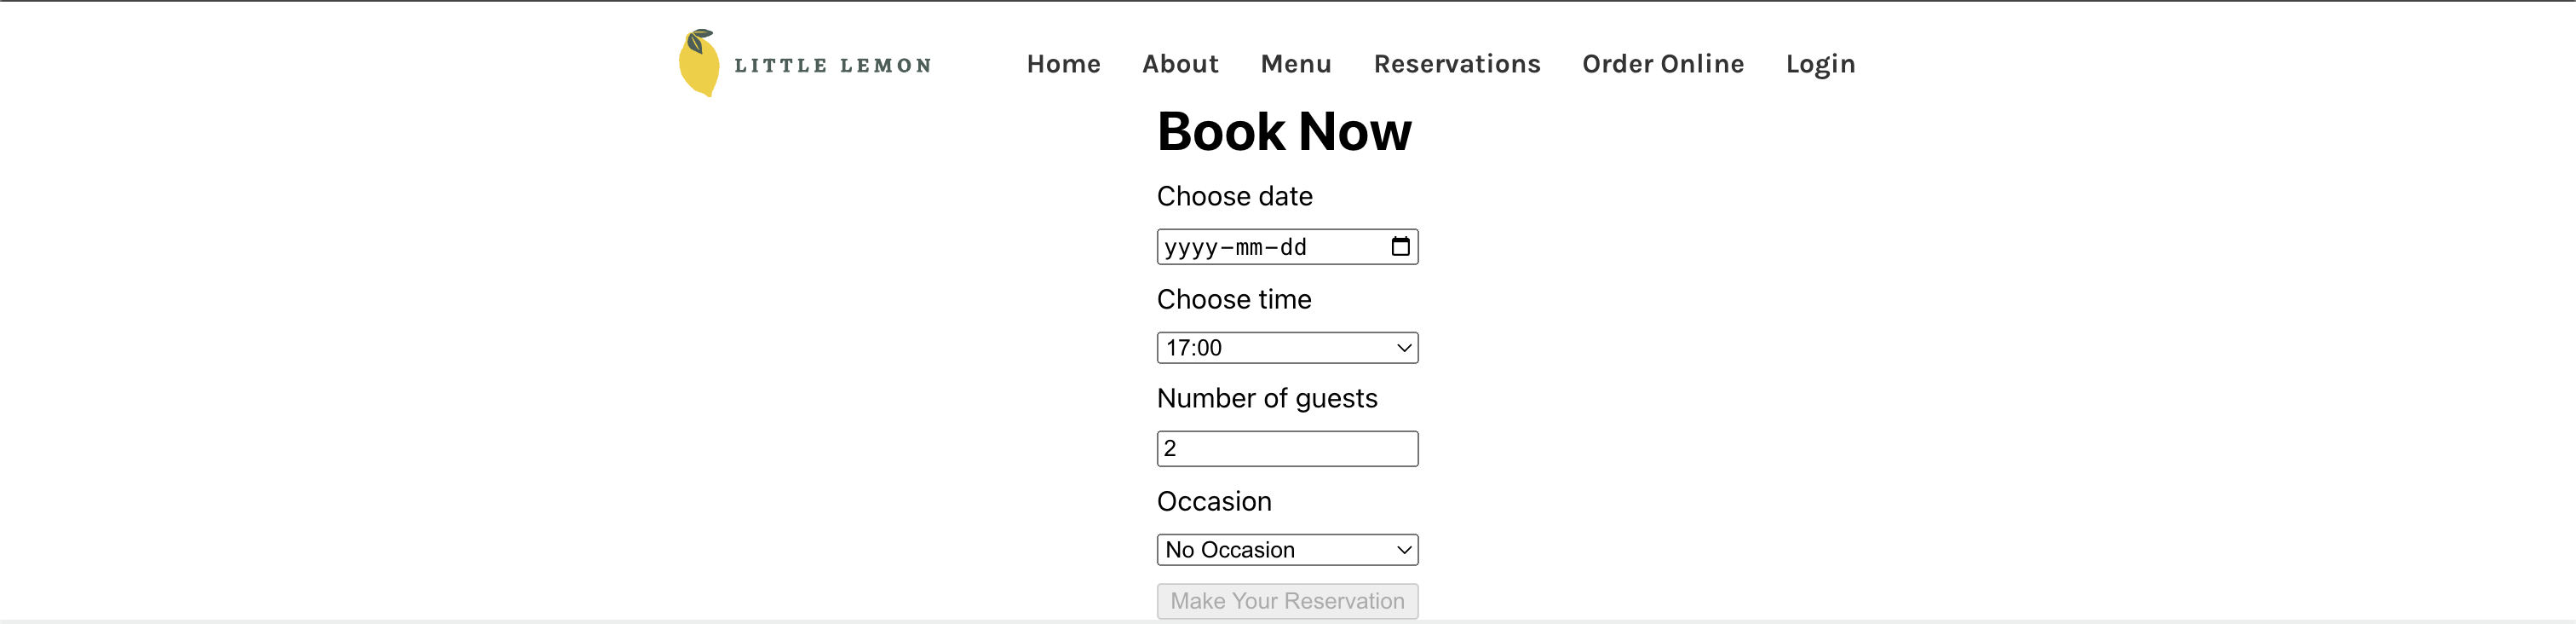 LITTLE LEMON Home About Menu Reservations Order Online Login
Book Now
Choose date
yyyy-mm-dd
Choose time
17:00
Number of guests
2
Occasion
No Occasion
Make Your Reservation